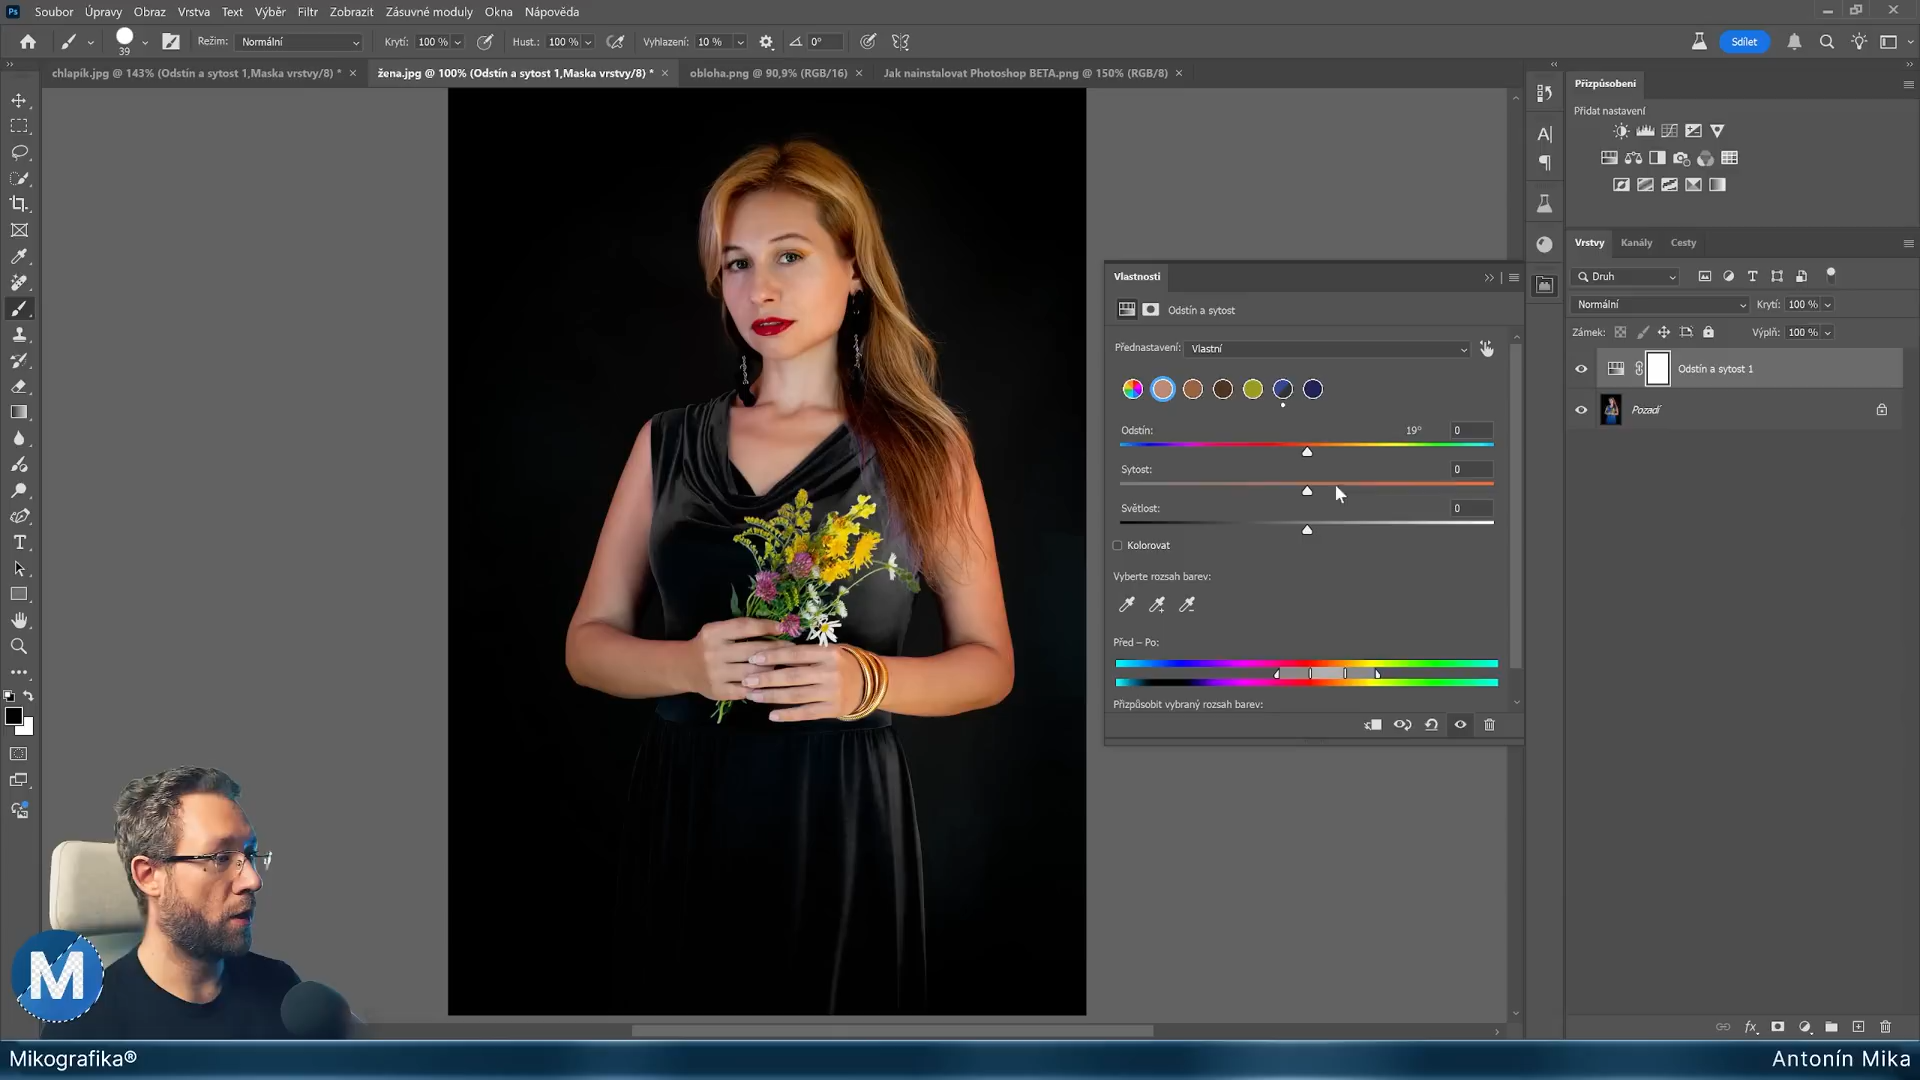 Ps Soubor Úpravy Obraz Vrstva Text Výběr Filtr Zobrazit Zásuvné moduly Okna Nápověda
39 Režim: Normální Krytí: 100 % Hust.: 100 % Vyhlazení: 10 % 0° Sdílet
chlapík.jpg @ 143% (Odstín a sytost 1,Maska vrstvy/8) *
žena.jpg @ 100% (Odstín a sytost 1,Maska vrstvy/8) *
obloha.png @ 90,9% (RGB/16)
Jak nainstalovat Photoshop BETA.png @ 150% (RGB/8)
Vlastnosti
Odstín a sytost
Přednastavení: Vlastní
Odstín: 19° 0
Sytost: 0
Světlost: 0
Kolorovat
Vyberte rozsah barev:
Před – Po:
Přizpůsobit vybraný rozsah barev:
Přizpůsobení
Přidat nastavení
Vrstvy Kanály Cesty
Druh
Normální Krytí: 100 %
Zámek: Výplň: 100 %
Odstín a sytost 1
Pozadí
fx
M
Mikografika®
Antonín Mika